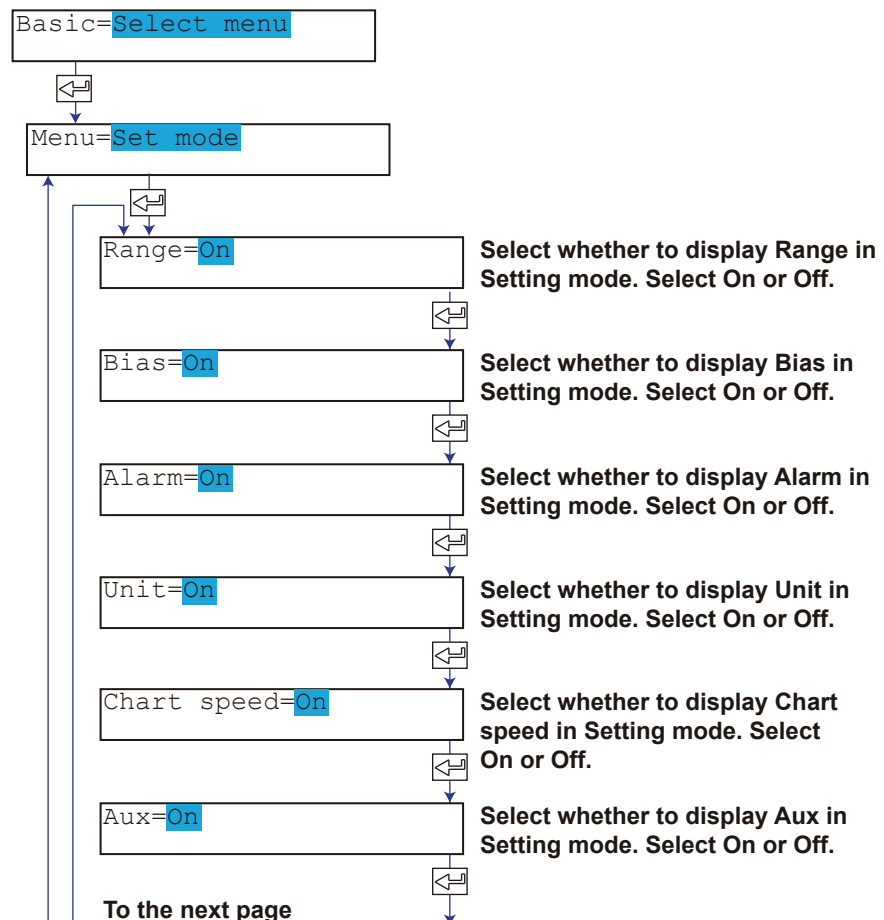 Basic=Select menu
Menu=Set mode
Range=On
Select whether to display Range in
Setting mode. Select On or Off.
Bias=On
Select whether to display Bias in
Setting mode. Select On or Off.
Alarm=On
Select whether to display Alarm in
Setting mode. Select On or Off.
Unit=On
Select whether to display Unit in
Setting mode. Select On or Off.
Chart speed=On
Select whether to display Chart
speed in Setting mode. Select
On or Off.
Aux=On
Select whether to display Aux in
Setting mode. Select On or Off.
To the next page